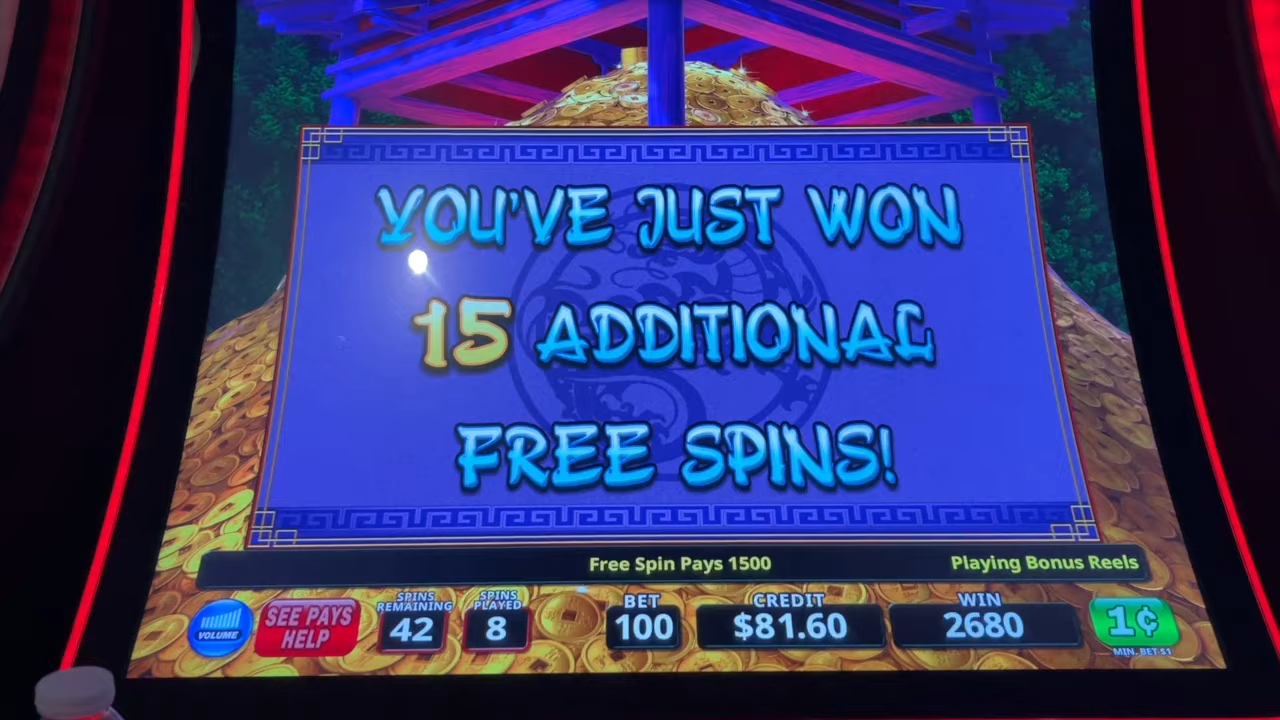 YOU'VE JUST WON
15 ADDITIONAL
FREE SPINS!
Free Spin Pays 1500
Playing Bonus Reels
VOLUME
SEE PAYS
HELP
SPINS
REMAINING
42
SPINS
PLAYED
8
BET
100
CREDIT
$81.60
WIN
2680
1¢
MIN. BET $1